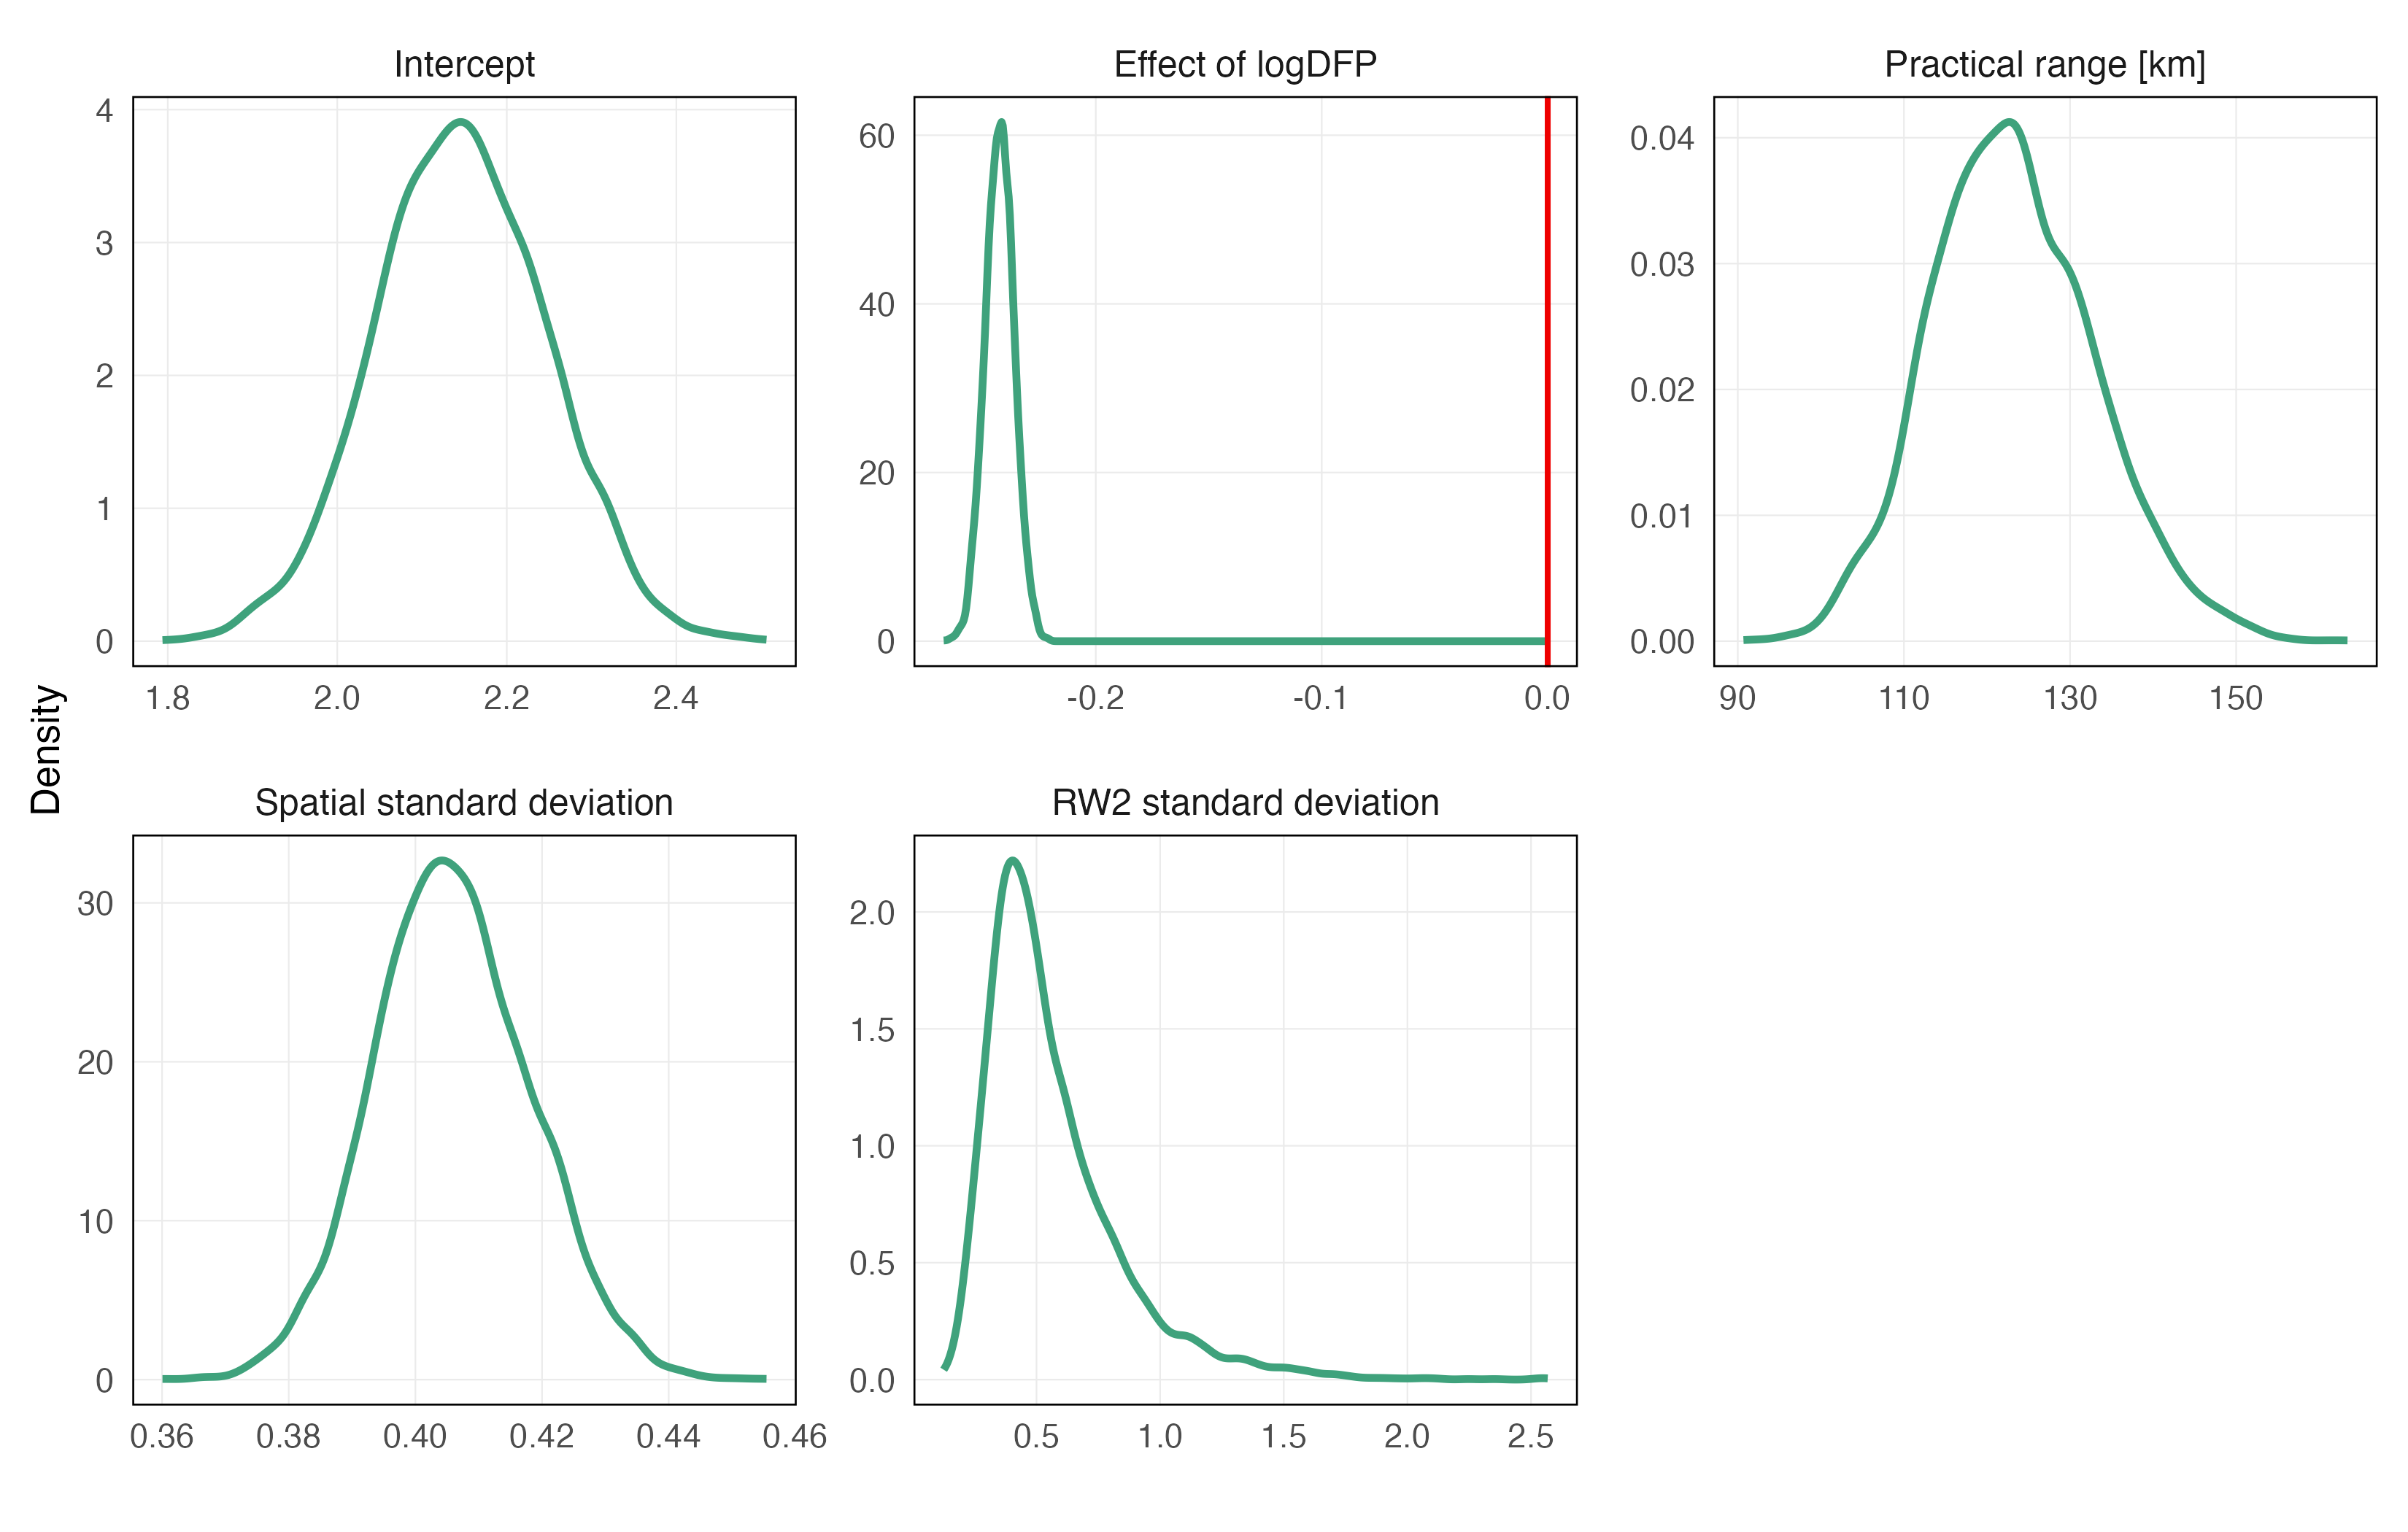 Intercept
4
3
2
1
0
1.8 2.0 2.2 2.4
Effect of logDFP
60
40
20
0
-0.2 -0.1 0.0
Practical range [km]
0.04
0.03
0.02
0.01
0.00
90 110 130 150
Density
Spatial standard deviation
30
20
10
0
0.36 0.38 0.40 0.42 0.44 0.46
RW2 standard deviation
2.0
1.5
1.0
0.5
0.0
0.5 1.0 1.5 2.0 2.5